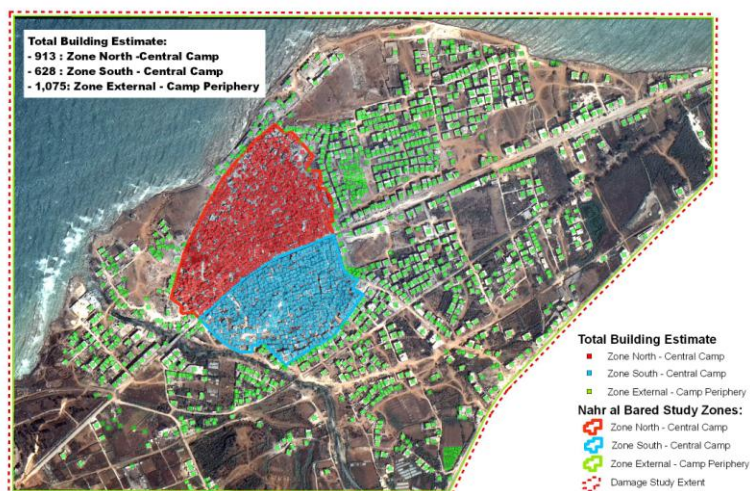 Total Building Estimate:
- 913 : Zone North -Central Camp
- 628 : Zone South - Central Camp
- 1,075: Zone External - Camp Periphery
Total Building Estimate
Zone North - Central Camp
Zone South - Central Camp
Zone External - Camp Periphery
Nahr al Bared Study Zones:
Zone North - Central Camp
Zone South - Central Camp
Zone External - Camp Periphery
Damage Study Extent